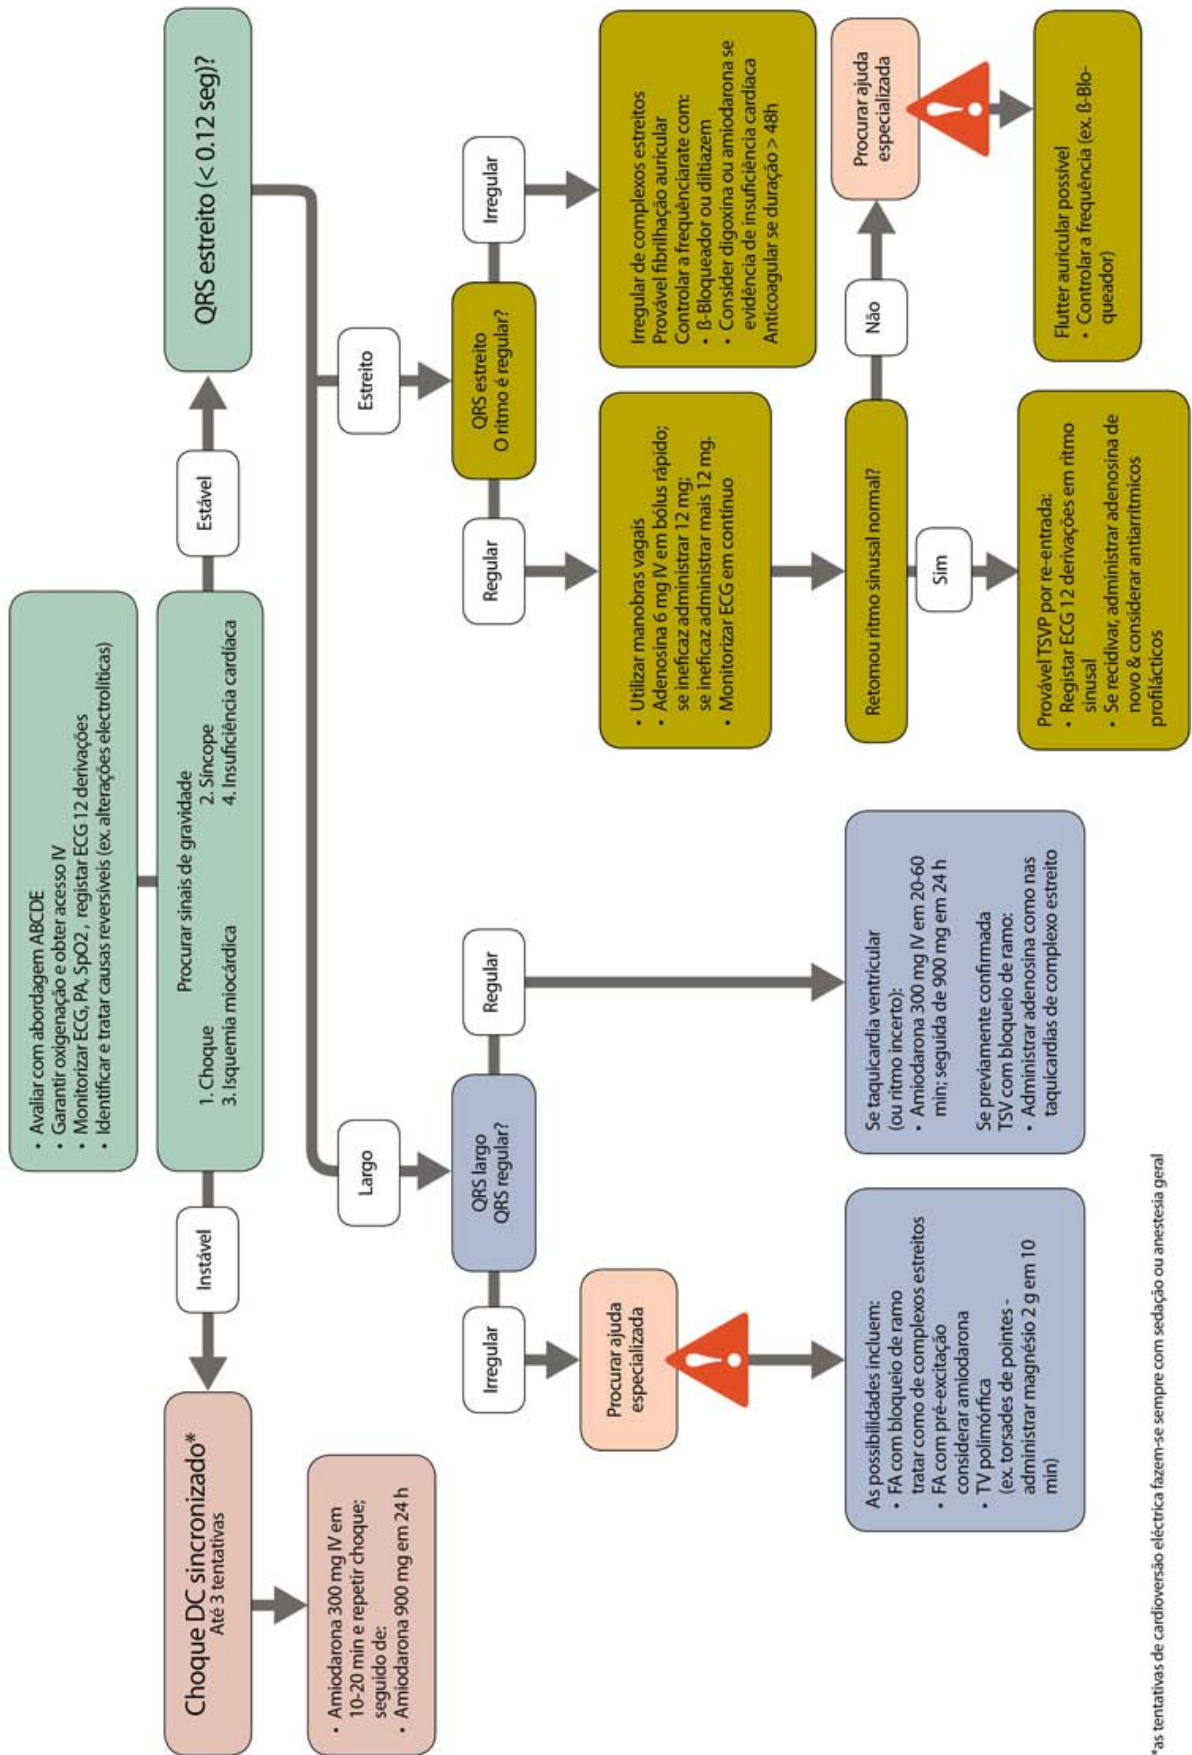 • Avaliar com abordagem ABCDE
• Garantir oxigenação e obter acesso IV
• Monitorizar ECG, PA, SpO2 , registar ECG 12 derivações
• Identificar e tratar causas reversíveis (ex. alterações electrolíticas)
Procurar sinais de gravidade
1. Choque 2. Síncope
3. Isquemia miocárdica 4. Insuficiência cardíaca
Instável
Estável
Choque DC sincronizado*
Até 3 tentativas
• Amiodarona 300 mg IV em
10-20 min e repetir choque;
seguido de:
• Amiodarona 900 mg em 24 h
QRS estreito (< 0.12 seg)?
Largo
Estreito
QRS largo
QRS regular?
Irregular
Regular
Procurar ajuda
especializada
As possibilidades incluem:
• FA com bloqueio de ramo
tratar como de complexos estreitos
• FA com pré-excitação
considerar amiodarona
• TV polimórfica
(ex. torsades de pointes -
administrar magnésio 2 g em 10
min)
Se taquicardia ventricular
(ou ritmo incerto):
• Amiodarona 300 mg IV em 20-60
min; seguida de 900 mg em 24 h
Se previamente confirmada
TSV com bloqueio de ramo:
• Administrar adenosina como nas
taquicardias de complexo estreito
QRS estreito
O ritmo é regular?
Regular
Irregular
• Utilizar manobras vagais
• Adenosina 6 mg IV em bólus rápido;
se ineficaz administrar 12 mg;
se ineficaz administrar mais 12 mg.
• Monitorizar ECG em contínuo
Irregular de complexos estreitos
Provável fibrilhação auricular
Controlar a frequênciarate com:
• ß-Bloqueador ou diltiazem
• Consider digoxina ou amiodarona se
evidência de insuficiência cardíaca
Anticoagular se duração > 48h
Retomou ritmo sinusal normal?
Sim
Não
Procurar ajuda
especializada
Provável TSVP por re-entrada:
• Registar ECG 12 derivações em ritmo
sinusal
• Se recidivar, administrar adenosina de
novo & considerar antiarrítmicos
profilácticos
Flutter auricular possível
• Controlar a frequência (ex. ß-Blo-
queador)
*as tentativas de cardioversão eléctrica fazem-se sempre com sedação ou anestesia geral